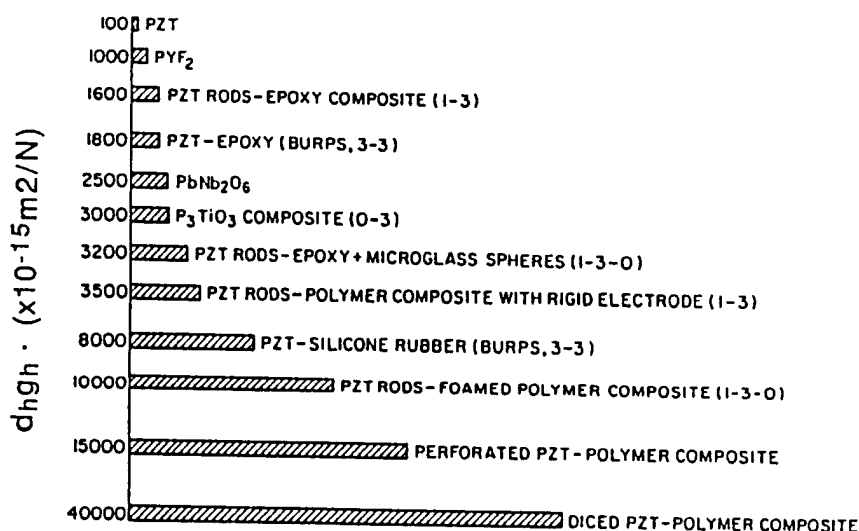 100 PZT
1000 PYF₂
1600 PZT RODS-EPOXY COMPOSITE (1-3)
1800 PZT-EPOXY (BURPS, 3-3)
2500 PbNb₂O₆
3000 P₃TiO₃ COMPOSITE (0-3)
3200 PZT RODS-EPOXY+MICROGLASS SPHERES (1-3-0)
3500 PZT RODS-POLYMER COMPOSITE WITH RIGID ELECTRODE (1-3)
8000 PZT-SILICONE RUBBER (BURPS, 3-3)
10000 PZT RODS-FOAMED POLYMER COMPOSITE (1-3-0)
15000 PERFORATED PZT-POLYMER COMPOSITE
40000 DICED PZT-POLYMER COMPOSITE
dhgh · (x10⁻¹⁵m2/N)